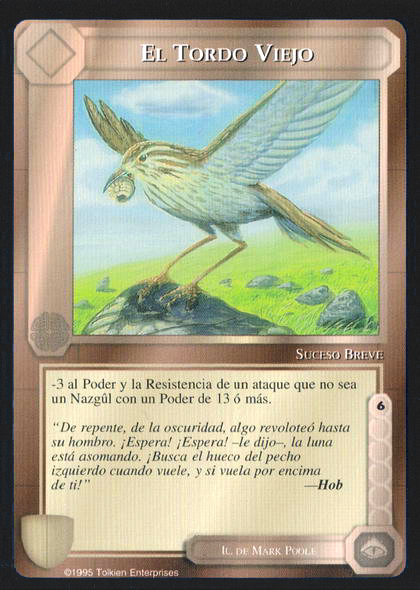 EL TORDO VIEJO
SUCESO BREVE
-3 al Poder y la Resistencia de un ataque que no sea
un Nazgûl con un Poder de 13 ó más.
6
“De repente, de la oscuridad, algo revoloteó hasta
su hombro. ¡Espera! ¡Espera! –le dijo–, la luna
está asomando. ¡Busca el hueco del pecho
izquierdo cuando vuele, y si vuela por encima
de ti!” —Hob
IL. DE MARK POOLE
©1995 Tolkien Enterprises